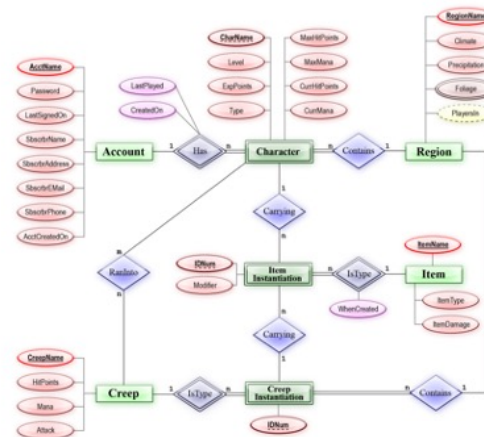 AcctName
Password
LastSignedOn
SbscrbrName
SbscrbrAddress
SbscrbrEMail
SbscrbrPhone
AcctCreatedOn
Account
LastPlayed
CreatedOn
1
Has
n
CharName
Level
ExpPoints
Type
MaxHitPoints
MaxMana
CurrHitPoints
CurrMana
Character
n
Contains
1
RegionName
Climate
Precipitation
Foliage
PlayersIn
Region
1
Carrying
n
n
RanInto
n
IDNum
Modifier
Item
Instantiation
n
IsType
1
WhenCreated
ItemName
Item
ItemType
ItemDamage
n
Carrying
1
CreepName
HitPoints
Mana
Attack
Creep
1
IsType
n
Creep
Instantiation
IDNum
n
Contains
1